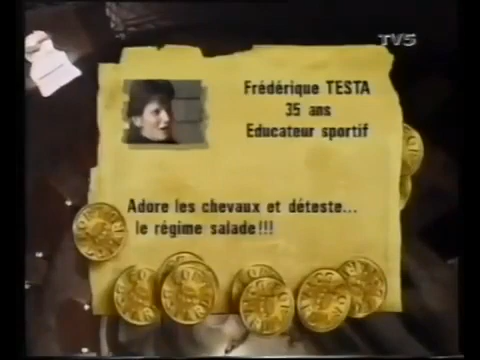 TV5
Frédérique TESTA
35 ans
Educateur sportif
Adore les chevaux et déteste...
le régime salade!!!